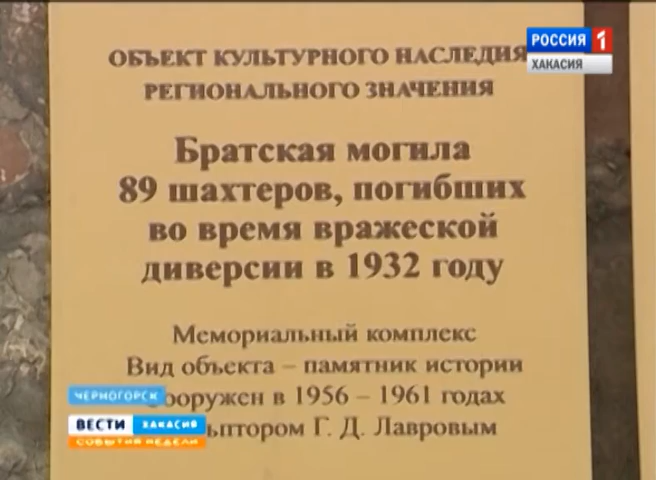 ОБЪЕКТ КУЛЬТУРНОГО НАСЛЕДИЯ
РОССИЯ 1
ХАКАСИЯ
РЕГИОНАЛЬНОГО ЗНАЧЕНИЯ
Братская могила
89 шахтеров, погибших
во время вражеской
диверсии в 1932 году
Мемориальный комплекс
Вид объекта – памятник истории
ооружен в 1956 – 1961 годах
ьптором Г. Д. Лавровым
ЧЕРНОГОРСК
ВЕСТИ ХАКАСИЯ
СОБЫТИЯ НЕДЕЛИ